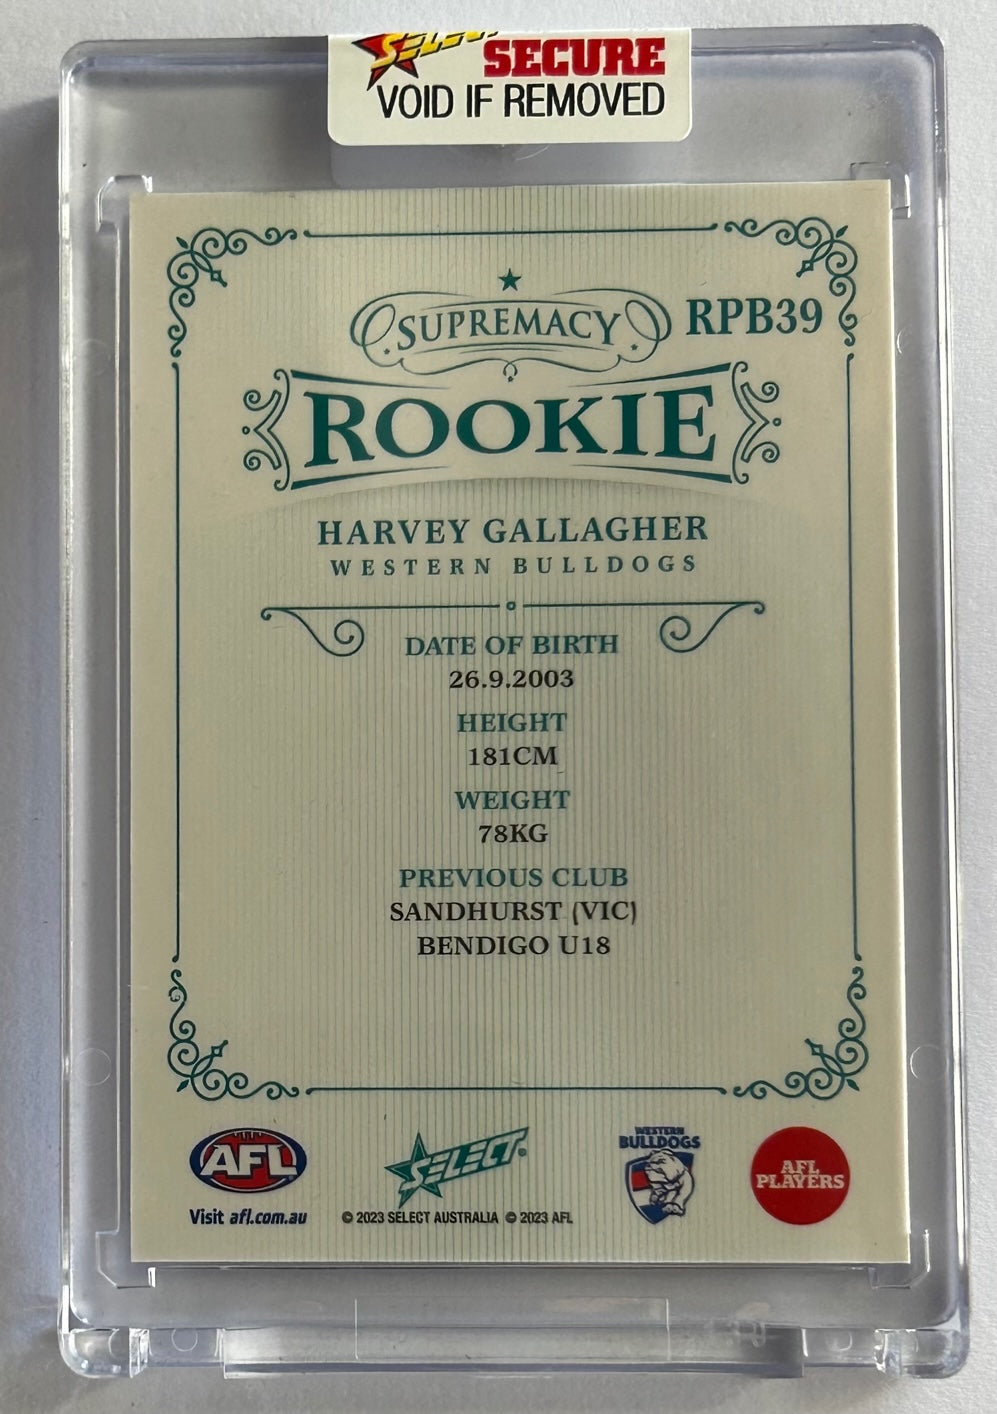 SELECT
SECURE
VOID IF REMOVED
SUPREMACY
RPB39
ROOKIE
HARVEY GALLAGHER
WESTERN BULLDOGS
DATE OF BIRTH
26.9.2003
HEIGHT
181CM
WEIGHT
78KG
PREVIOUS CLUB
SANDHURST (VIC)
BENDIGO U18
AFL
Visit afl.com.au
SELECT
© 2023 SELECT AUSTRALIA © 2023 AFL
WESTERN
BULLDOGS
AFL
PLAYERS